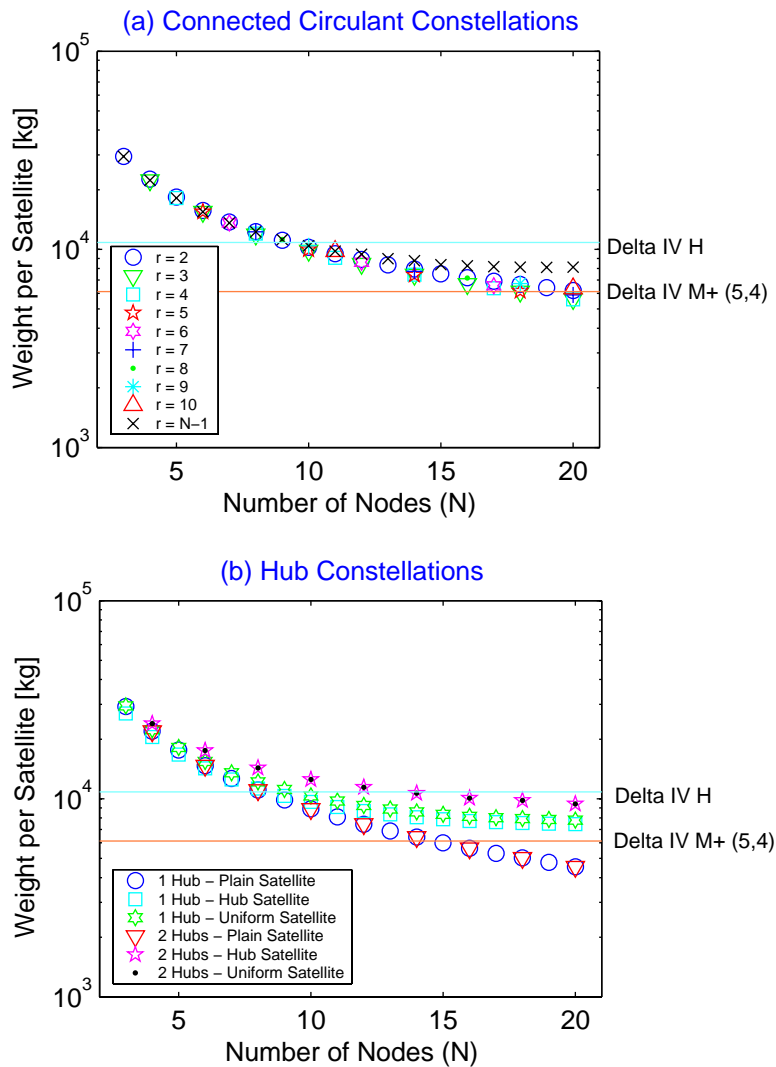 (a) Connected Circulant Constellations
10^5
10^4
10^3
Weight per Satellite [kg]
Delta IV H
Delta IV M+ (5,4)
r = 2
r = 3
r = 4
r = 5
r = 6
r = 7
r = 8
r = 9
r = 10
r = N−1
5 10 15 20
Number of Nodes (N)
(b) Hub Constellations
10^5
10^4
10^3
Weight per Satellite [kg]
Delta IV H
Delta IV M+ (5,4)
1 Hub − Plain Satellite
1 Hub − Hub Satellite
1 Hub − Uniform Satellite
2 Hubs − Plain Satellite
2 Hubs − Hub Satellite
2 Hubs − Uniform Satellite
5 10 15 20
Number of Nodes (N)